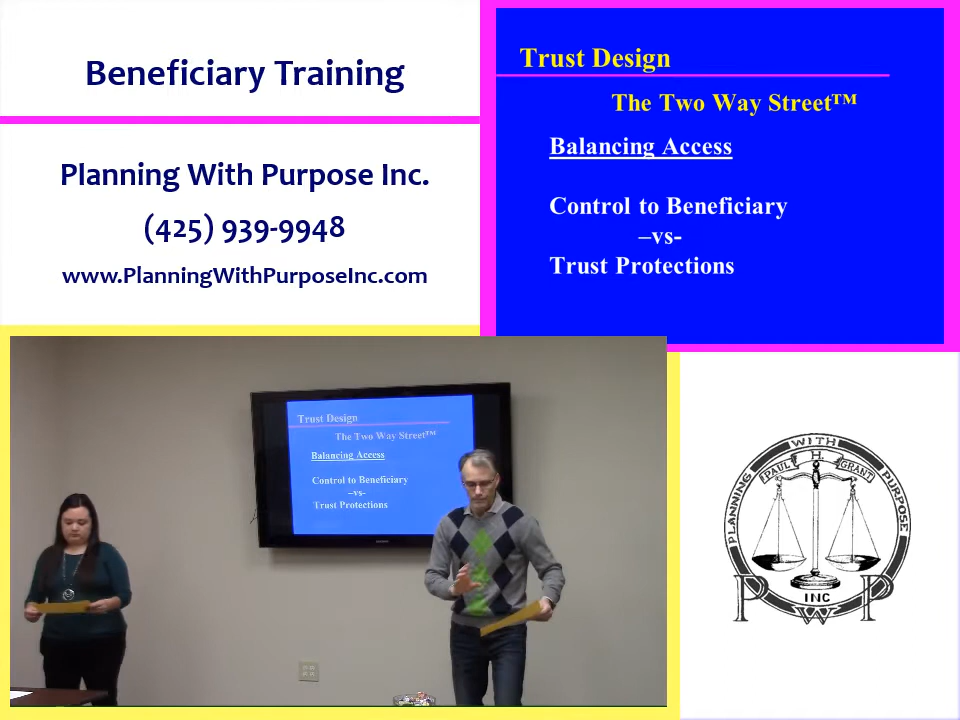 Beneficiary Training
Planning With Purpose Inc.
(425) 939-9948
www.PlanningWithPurposeInc.com
Trust Design
The Two Way Street™
Balancing Access
Control to Beneficiary
–vs-
Trust Protections
Trust Design
The Two Way Street™
Balancing Access
Control to Beneficiary
–vs-
Trust Protections
PLANNING WITH PURPOSE
PAUL H. GRANT
INC
PWP